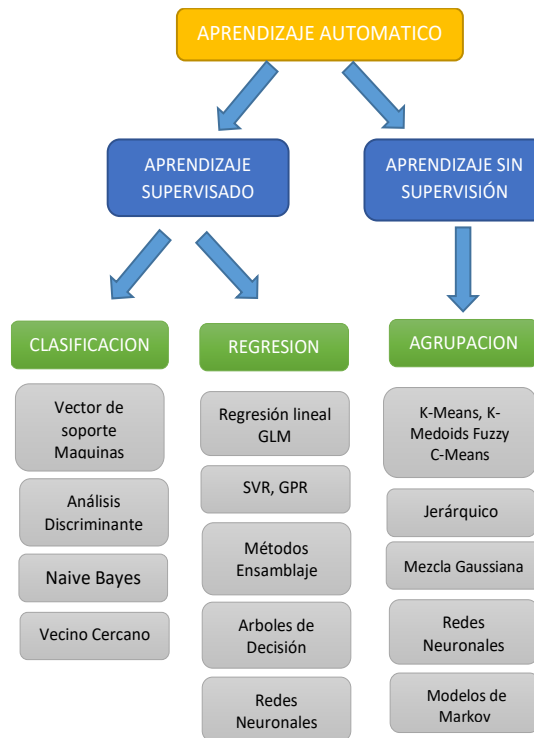 APRENDIZAJE AUTOMATICO
APRENDIZAJE
SUPERVISADO
APRENDIZAJE SIN
SUPERVISIÓN
CLASIFICACION
Vector de
soporte
Maquinas
Análisis
Discriminante
Naive Bayes
Vecino Cercano
REGRESION
Regresión lineal
GLM
SVR, GPR
Métodos
Ensamblaje
Arboles de
Decisión
Redes
Neuronales
AGRUPACION
K-Means, K-
Medoids Fuzzy
C-Means
Jerárquico
Mezcla Gaussiana
Redes
Neuronales
Modelos de
Markov